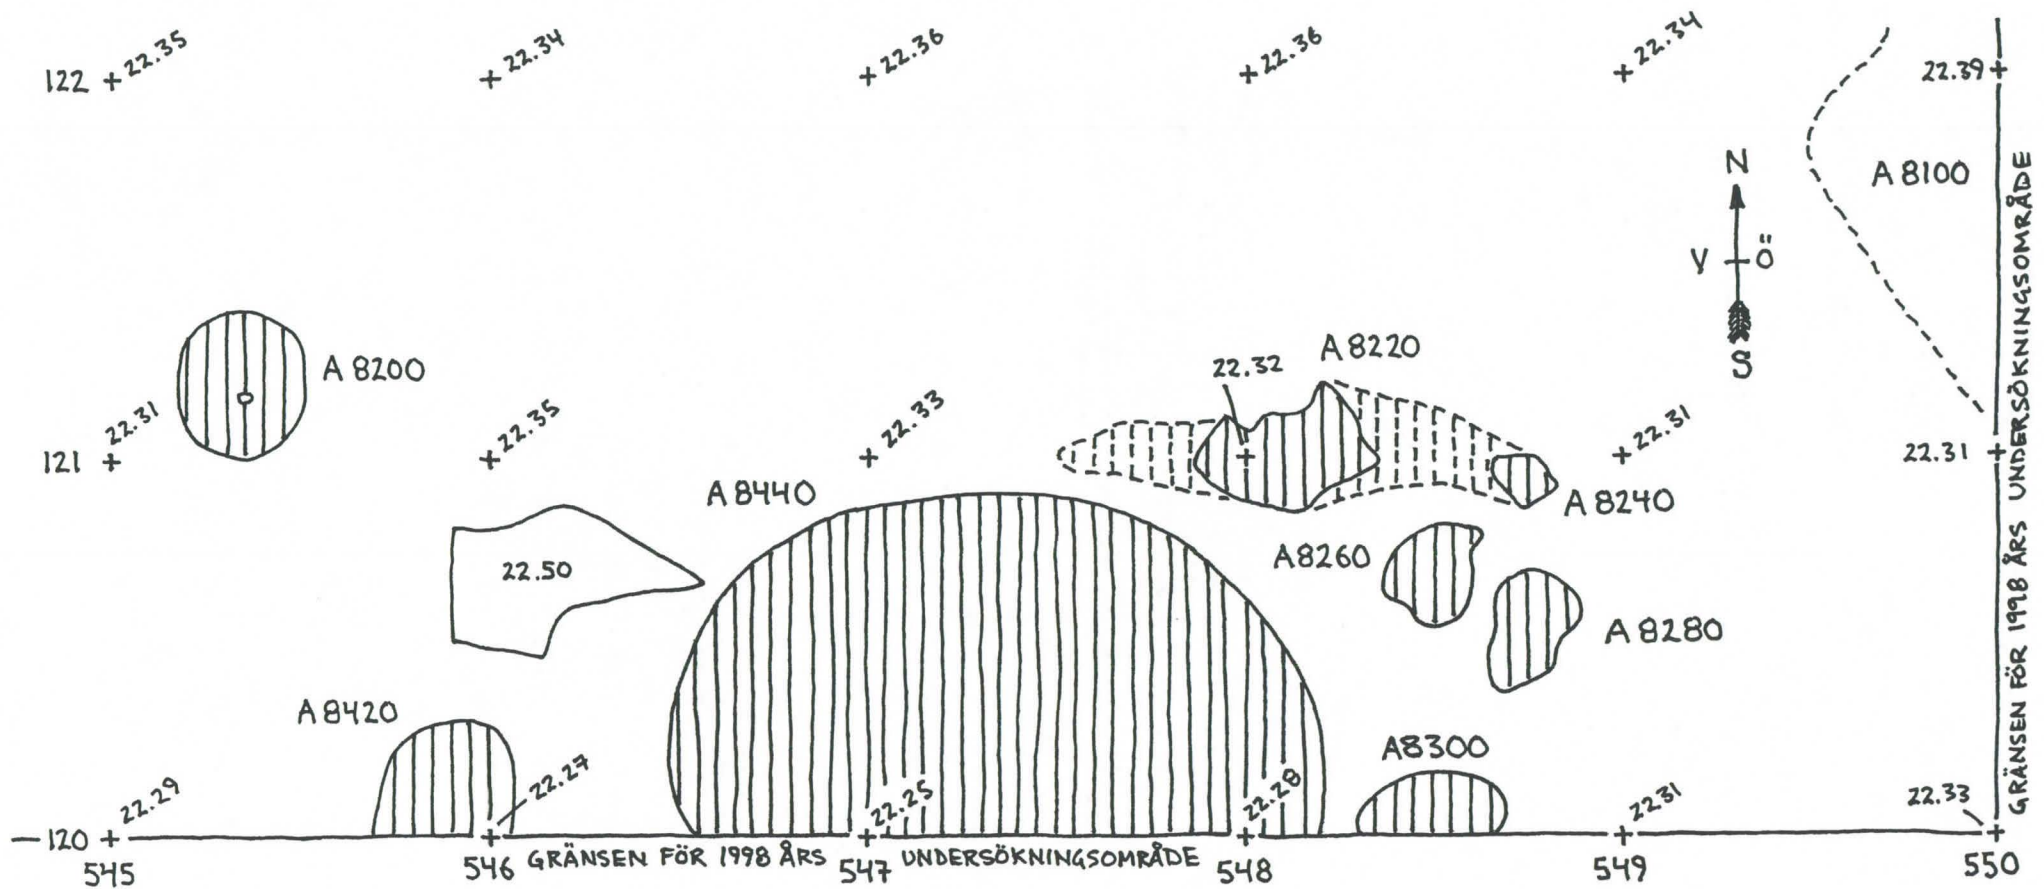 122 22.35 22.34 22.36 22.36 22.34 22.39
N
A 8100
V Ö
S
A 8200
A 8220
22.32
121 22.31 22.35 22.33 22.31 22.31
A 8440
A 8240
22.50
A8260
A 8280
A 8420
A8300
120 22.29 22.27 22.25 22.28 22.31 22.33
545 546 547 548 549 550
GRÄNSEN FÖR 1998 ÅRS UNDERSÖKNINGSOMRÅDE
GRÄNSEN FÖR 1998 ÅRS UNDERSÖKNINGSOMRÅDE